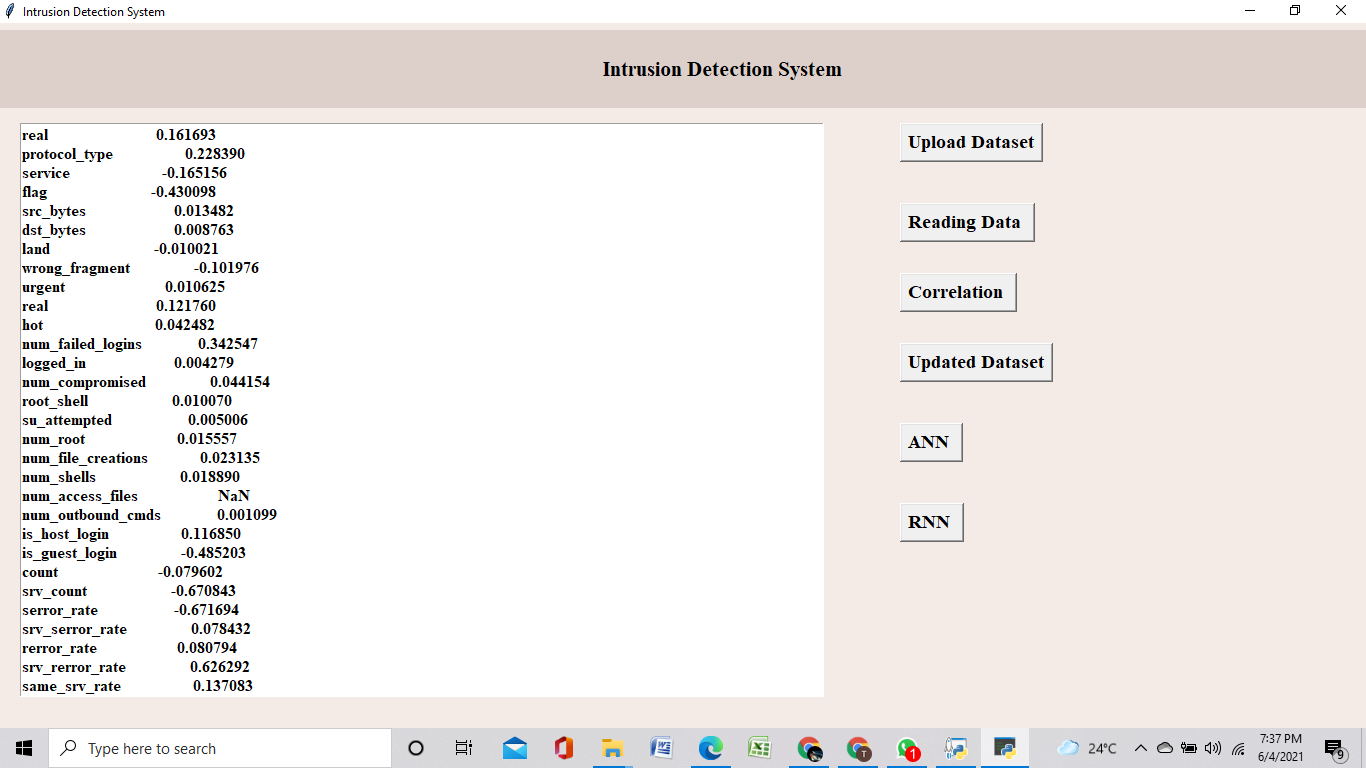 Intrusion Detection System
Intrusion Detection System
real 0.161693
protocol_type 0.228390
service -0.165156
flag -0.430098
src_bytes 0.013482
dst_bytes 0.008763
land -0.010021
wrong_fragment -0.101976
urgent 0.010625
real 0.121760
hot 0.042482
num_failed_logins 0.342547
logged_in 0.004279
num_compromised 0.044154
root_shell 0.010070
su_attempted 0.005006
num_root 0.015557
num_file_creations 0.023135
num_shells 0.018890
num_access_files NaN
num_outbound_cmds 0.001099
is_host_login 0.116850
is_guest_login -0.485203
count -0.079602
srv_count -0.670843
serror_rate -0.671694
srv_serror_rate 0.078432
rerror_rate 0.080794
srv_rerror_rate 0.626292
same_srv_rate 0.137083
Upload Dataset
Reading Data
Correlation
Updated Dataset
ANN
RNN
Type here to search
T
1
24°C
7:37 PM
6/4/2021
9